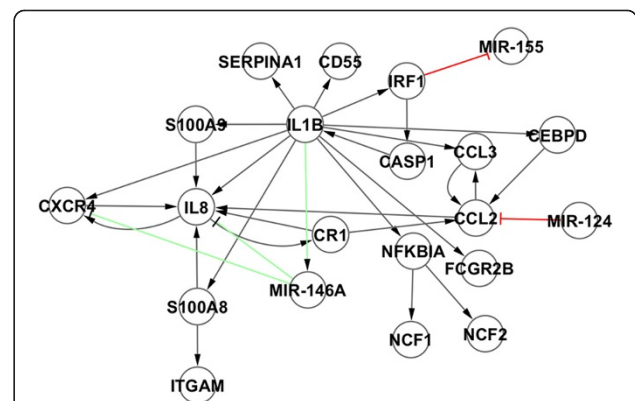 MIR-155
SERPINA1
CD55
IRF1
S100A9
IL1B
CEBPD
CASP1
CCL3
CXCR4
IL8
CCL2
MIR-124
CR1
NFKBIA
FCGR2B
MIR-146A
S100A8
NCF1
NCF2
ITGAM